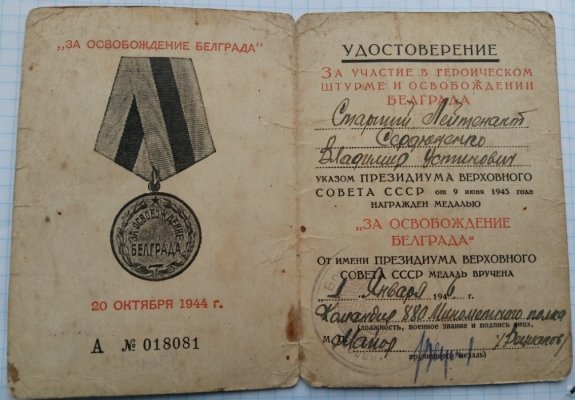 „ЗА ОСВОБОЖДЕНИЕ БЕЛГРАДА“
ЗА ОСВОБОЖДЕНИЕ
БЕЛГРАДА
20 ОКТЯБРЯ 1944 г.
А № 018081
УДОСТОВЕРЕНИЕ
ЗА УЧАСТИЕ В ГЕРОИЧЕСКОМ
ШТУРМЕ И ОСВОБОЖДЕНИИ
БЕЛГРАДА
Старший Лейтенант
Сердюченко
Владимир Устинович
УКАЗОМ ПРЕЗИДИУМА ВЕРХОВНОГО
СОВЕТА СССР от 9 июня 1945 года
НАГРАЖДЕН МЕДАЛЬЮ
„ЗА ОСВОБОЖДЕНИЕ
БЕЛГРАДА“
ОТ ИМЕНИ ПРЕЗИДИУМА ВЕРХОВНОГО
СОВЕТА СССР МЕДАЛЬ ВРУЧЕНА
1 Января 1946 г.
Командир 880 Минометного полка
(должность, военное звание и подпись лица,
М. Майор
вручившего медаль)